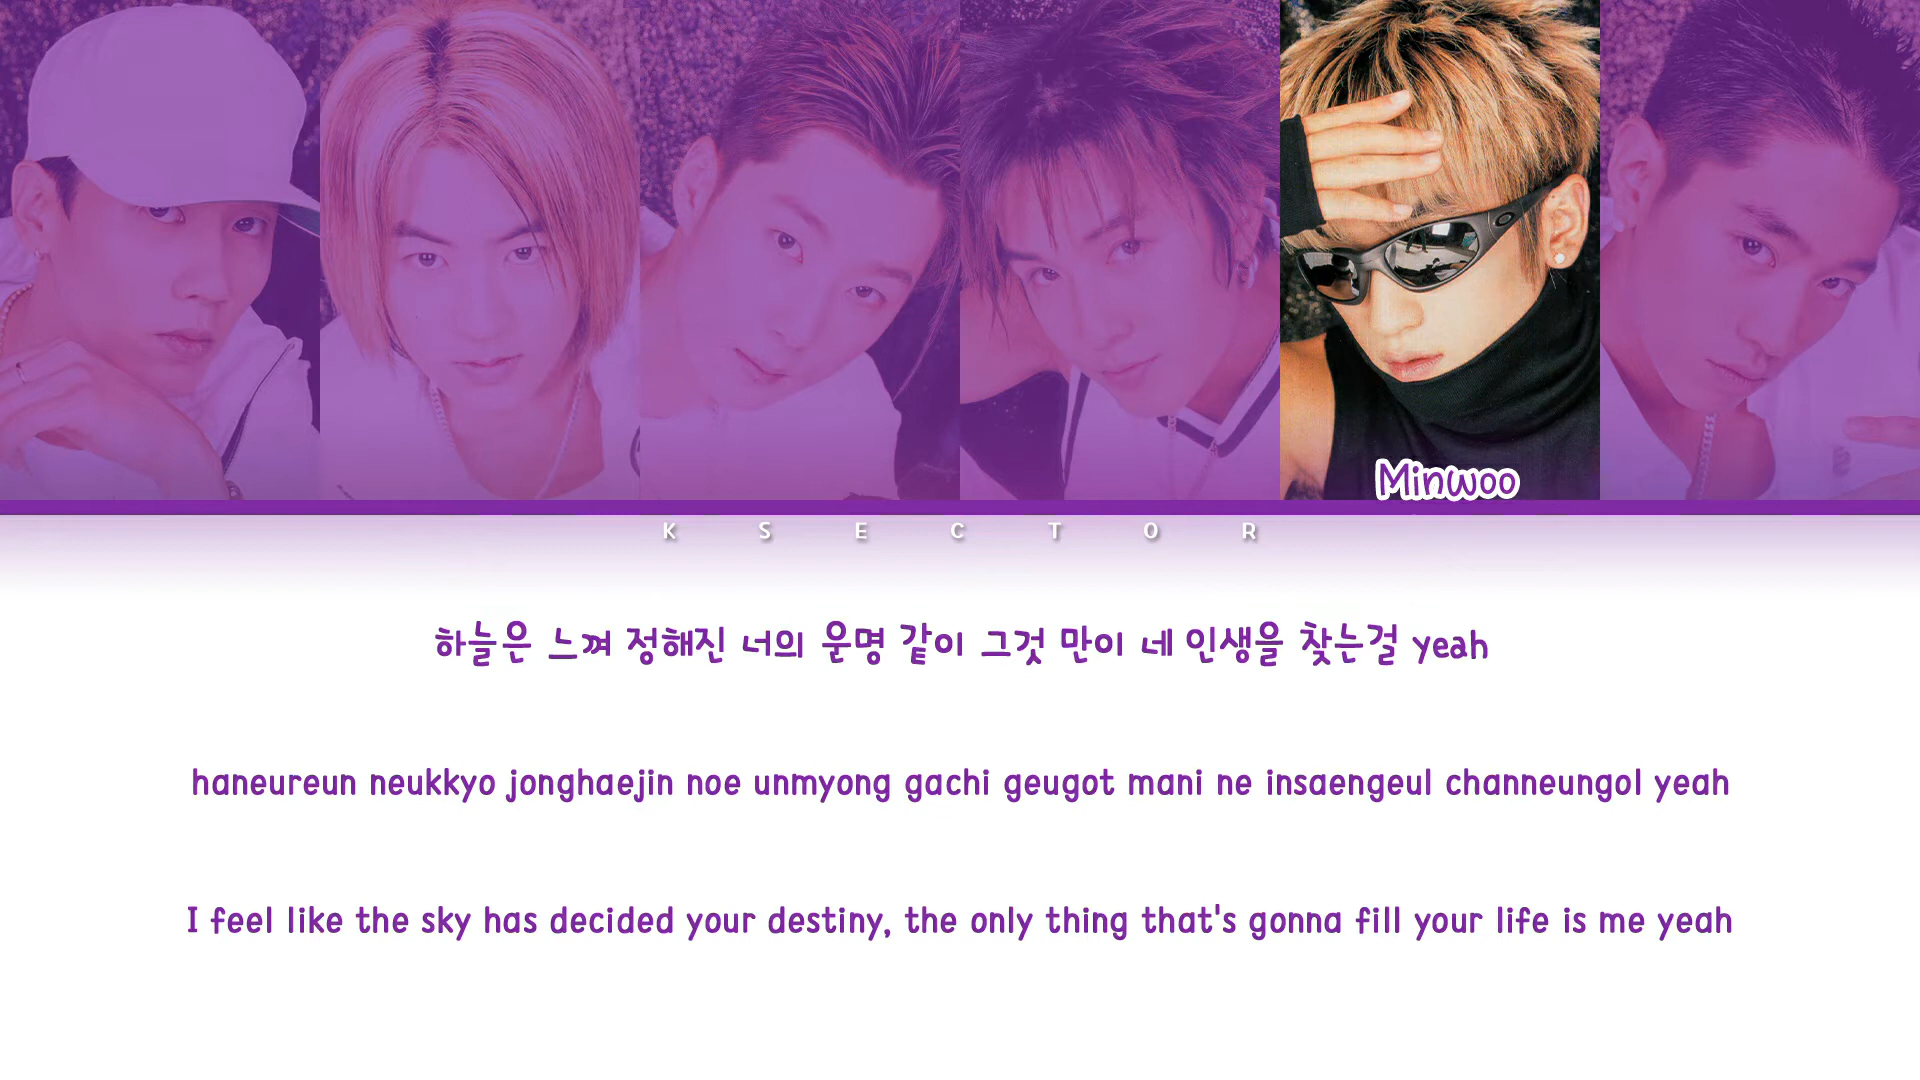 Minwoo
K S E C T O R
하늘은 느껴 정해진 너의 운명 같이 그것 만이 네 인생을 찾는걸 yeah
haneureun neukkyo jonghaejin noe unmyong gachi geugot mani ne insaengeul channeungol yeah
I feel like the sky has decided your destiny, the only thing that's gonna fill your life is me yeah